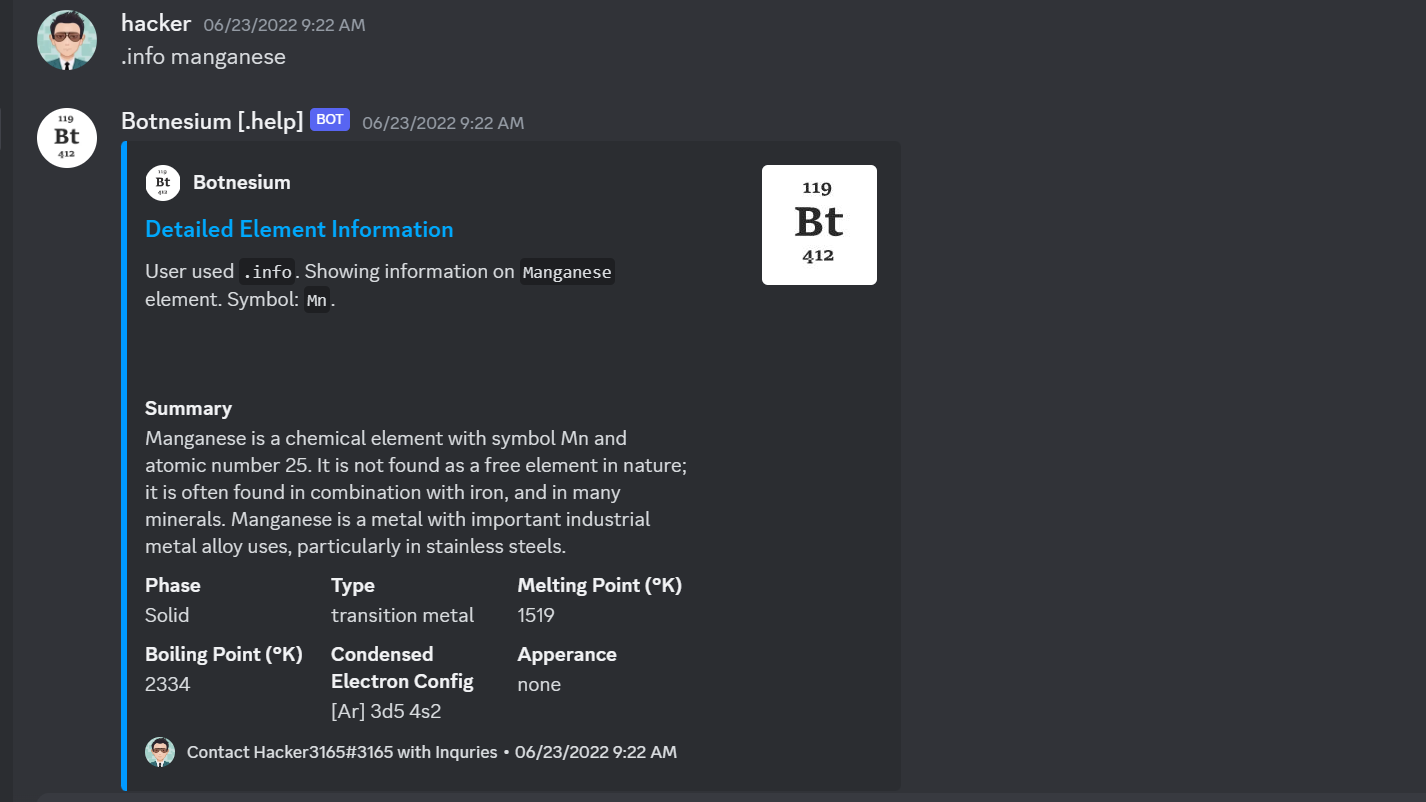 hacker 06/23/2022 9:22 AM
.info manganese
119
Bt
412
Botnesium [.help] BOT 06/23/2022 9:22 AM
119
Bt
412
Botnesium
119
Bt
412
Detailed Element Information
User used .info. Showing information on Manganese
element. Symbol: Mn.
Summary
Manganese is a chemical element with symbol Mn and
atomic number 25. It is not found as a free element in nature;
it is often found in combination with iron, and in many
minerals. Manganese is a metal with important industrial
metal alloy uses, particularly in stainless steels.
Phase Type Melting Point (°K)
Solid transition metal 1519
Boiling Point (°K) Condensed Apperance
Electron Config
2334 none
[Ar] 3d5 4s2
Contact Hacker3165#3165 with Inquries • 06/23/2022 9:22 AM